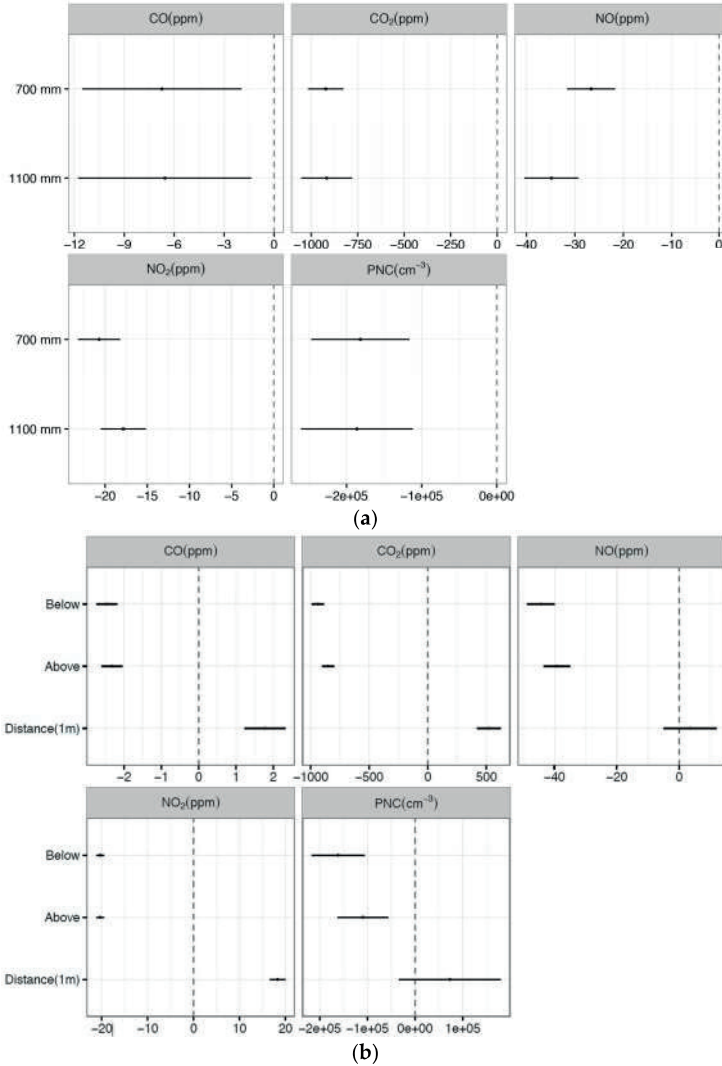 CO(ppm) CO₂(ppm) NO(ppm)
700 mm
1100 mm
−12 −9 −6 −3 0 −1000 −750 −500 −250 0 −40 −30 −20 −10 0
NO₂(ppm) PNC(cm⁻³)
700 mm
1100 mm
−20 −15 −10 −5 0 −2e+05 −1e+05 0e+00
(a)
CO(ppm) CO₂(ppm) NO(ppm)
Below
Above
Distance(1m)
−2 −1 0 1 2 −1000 −500 0 500 −40 −20 0
NO₂(ppm) PNC(cm⁻³)
Below
Above
Distance(1m)
−20 −10 0 10 20 −2e+05 −1e+05 0e+00 1e+05
(b)